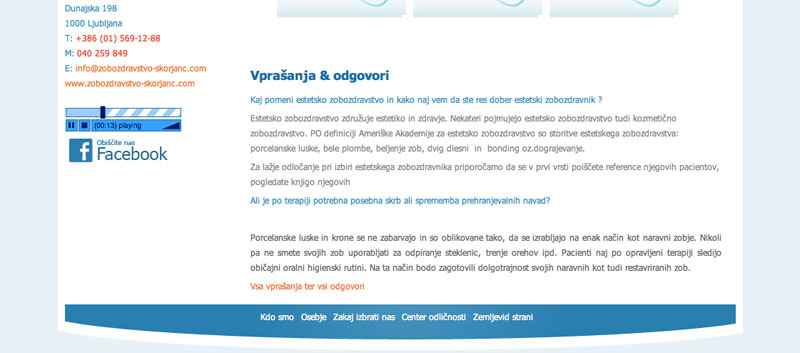 Dunajska 198
1000 Ljubljana
T: +386 (01) 569-12-88
M: 040 259 849
E: info@zobozdravstvo-skorjanc.com
www.zobozdravstvo-skorjanc.com
(00:13) playing
Obiščite nas
Facebook
Vprašanja & odgovori
Kaj pomeni estetsko zobozdravstvo in kako naj vem da ste res dober estetski zobozdravnik ?
Estetsko zobozdravstvo združuje estetiko in zdravje. Nekateri pojmujejo estetsko zobozdravstvo tudi kozmetično
zobozdravstvo. PO definiciji Ameriške Akademije za estetsko zobozdravstvo so storitve estetskega zobozdravstva:
porcelanske luske, bele plombe, beljenje zob, dvig dlesni in bonding oz.dograjevanje.
Za lažje odločanje pri izbiri estetskega zobozdravnika priporočamo da se v prvi vrsti poiščete reference njegovih pacientov,
pogledate knjigo njegovih
Ali je po terapiji potrebna posebna skrb ali sprememba prehranjevalnih navad?
Porcelanske luske in krone se ne zabarvajo in so oblikovane tako, da se izrabljajo na enak način kot naravni zobje. Nikoli
pa ne smete svojih zob uporabljati za odpiranje steklenic, trenje orehov ipd. Pacienti naj po opravljeni terapiji sledijo
običajni oralni higienski rutini. Na ta način bodo zagotovili dolgotrajnost svojih naravnih kot tudi restavriranih zob.
Vsa vprašanja ter vsi odgovori
Kdo smo Osebje Zakaj izbrati nas Center odličnosti Zemljevid strani